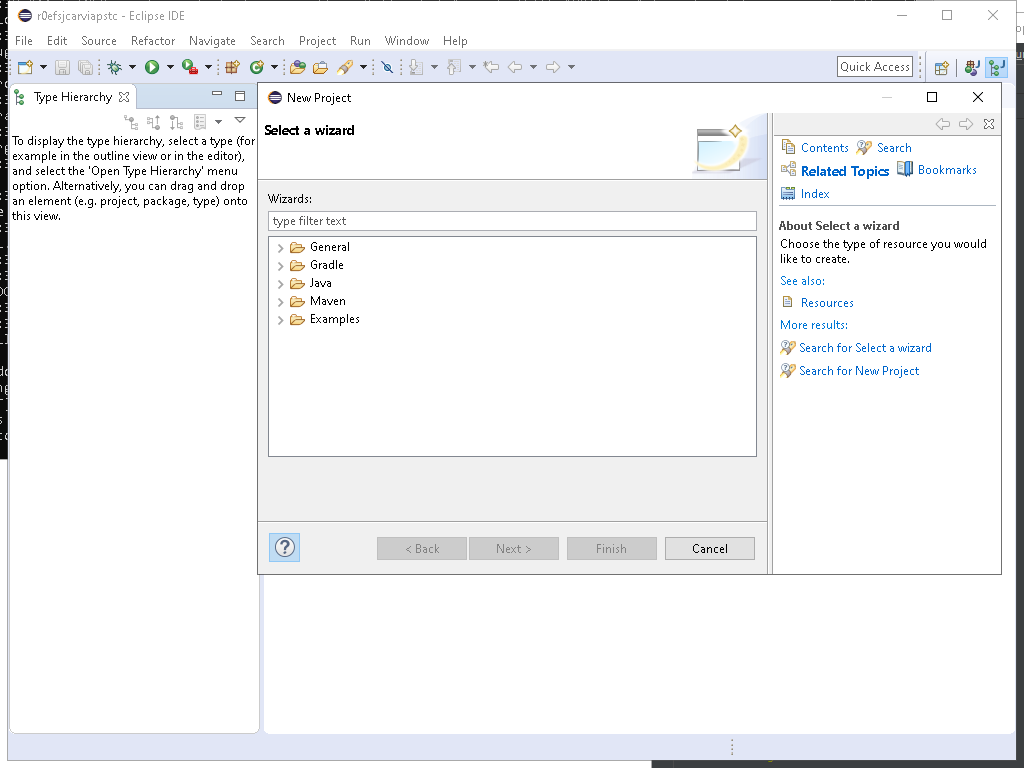 r0efsjcarviapstc - Eclipse IDE
File Edit Source Refactor Navigate Search Project Run Window Help
Quick Access
Type Hierarchy
To display the type hierarchy, select a type (for
example in the outline view or in the editor),
and select the 'Open Type Hierarchy' menu
option. Alternatively, you can drag and drop
an element (e.g. project, package, type) onto
this view.
New Project
Select a wizard
Wizards:
type filter text
General
Gradle
Java
Maven
Examples
< Back Next > Finish Cancel
Contents Search
Related Topics Bookmarks
Index
About Select a wizard
Choose the type of resource you would
like to create.
See also:
Resources
More results:
Search for Select a wizard
Search for New Project